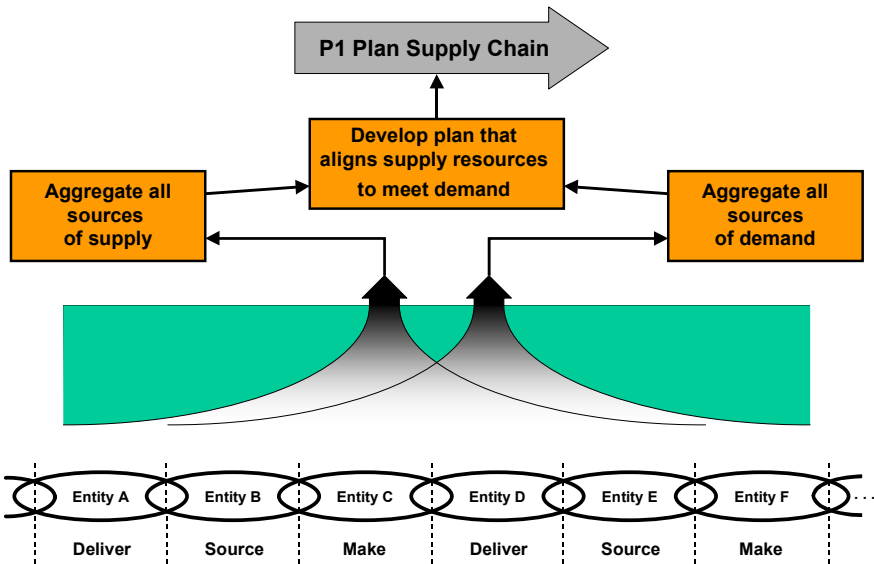 P1 Plan Supply Chain
Develop plan that
aligns supply resources
to meet demand
Aggregate all
sources
of supply
Aggregate all
sources
of demand
Entity A
Entity B
Entity C
Entity D
Entity E
Entity F
. . .
Deliver
Source
Make
Deliver
Source
Make